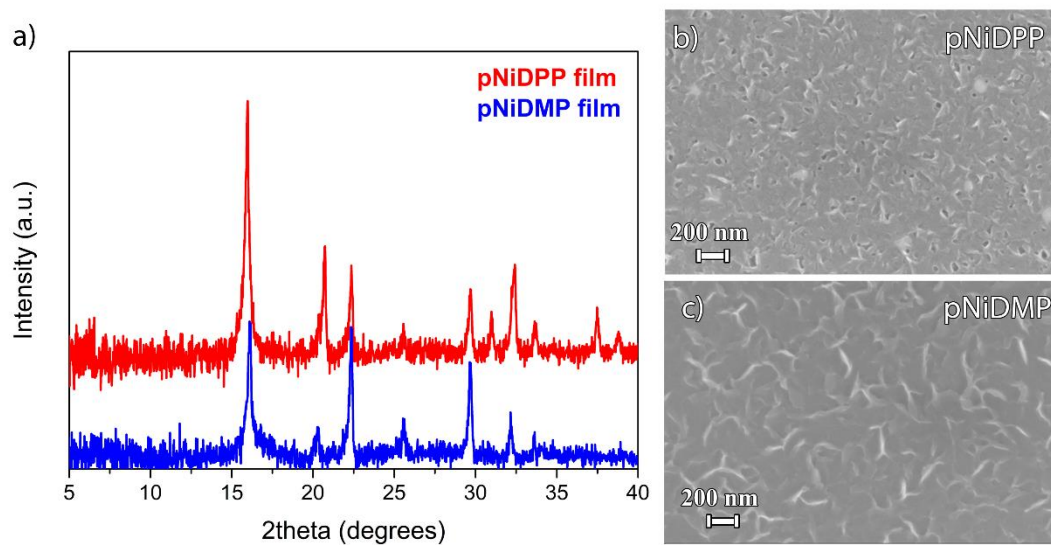 a)
pNiDPP film
pNiDMP film
Intensity (a.u.)
5 10 15 20 25 30 35 40
2theta (degrees)
b)
pNiDPP
200 nm
c)
pNiDMP
200 nm